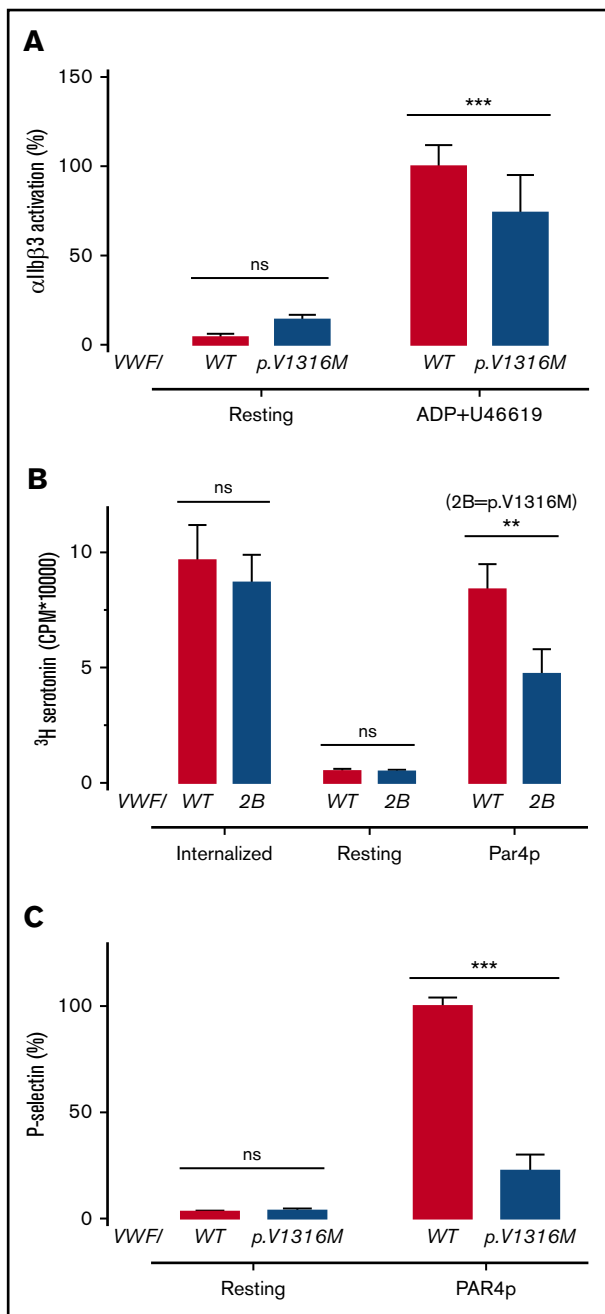 A
αIIbβ3 activation (%)
150
100
50
0
ns
***
VWF/ WT p.V1316M WT p.V1316M
Resting ADP+U46619
B
³H serotonin (CPM*10000)
10
5
0
ns
ns
(2B=p.V1316M)
**
VWF/ WT 2B WT 2B WT 2B
Internalized Resting Par4p
C
P-selectin (%)
100
50
0
ns
***
VWF/ WT p.V1316M WT p.V1316M
Resting PAR4p